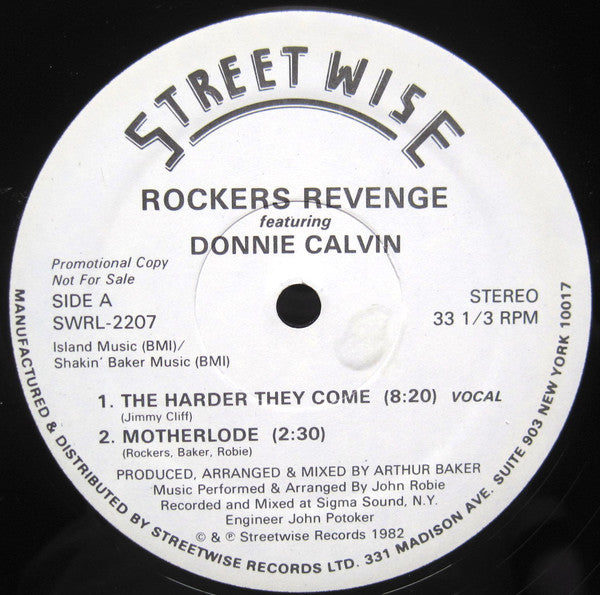 STREETWISE
ROCKERS REVENGE
featuring
DONNIE CALVIN
Promotional Copy
Not For Sale
SIDE A
SWRL-2207
STEREO
33 1/3 RPM
Island Music (BMI)/
Shakin' Baker Music (BMI)
1. THE HARDER THEY COME (8:20) VOCAL
(Jimmy Cliff)
2. MOTHERLODE (2:30)
(Rockers, Baker, Robie)
PRODUCED, ARRANGED & MIXED BY ARTHUR BAKER
Music Performed & Arranged By John Robie
Recorded and Mixed at Sigma Sound, N.Y.
Engineer John Potoker
© & ℗ Streetwise Records 1982
MANUFACTURED & DISTRIBUTED BY STREETWISE RECORDS LTD. 331 MADISON AVE. SUITE 903 NEW YORK 10017